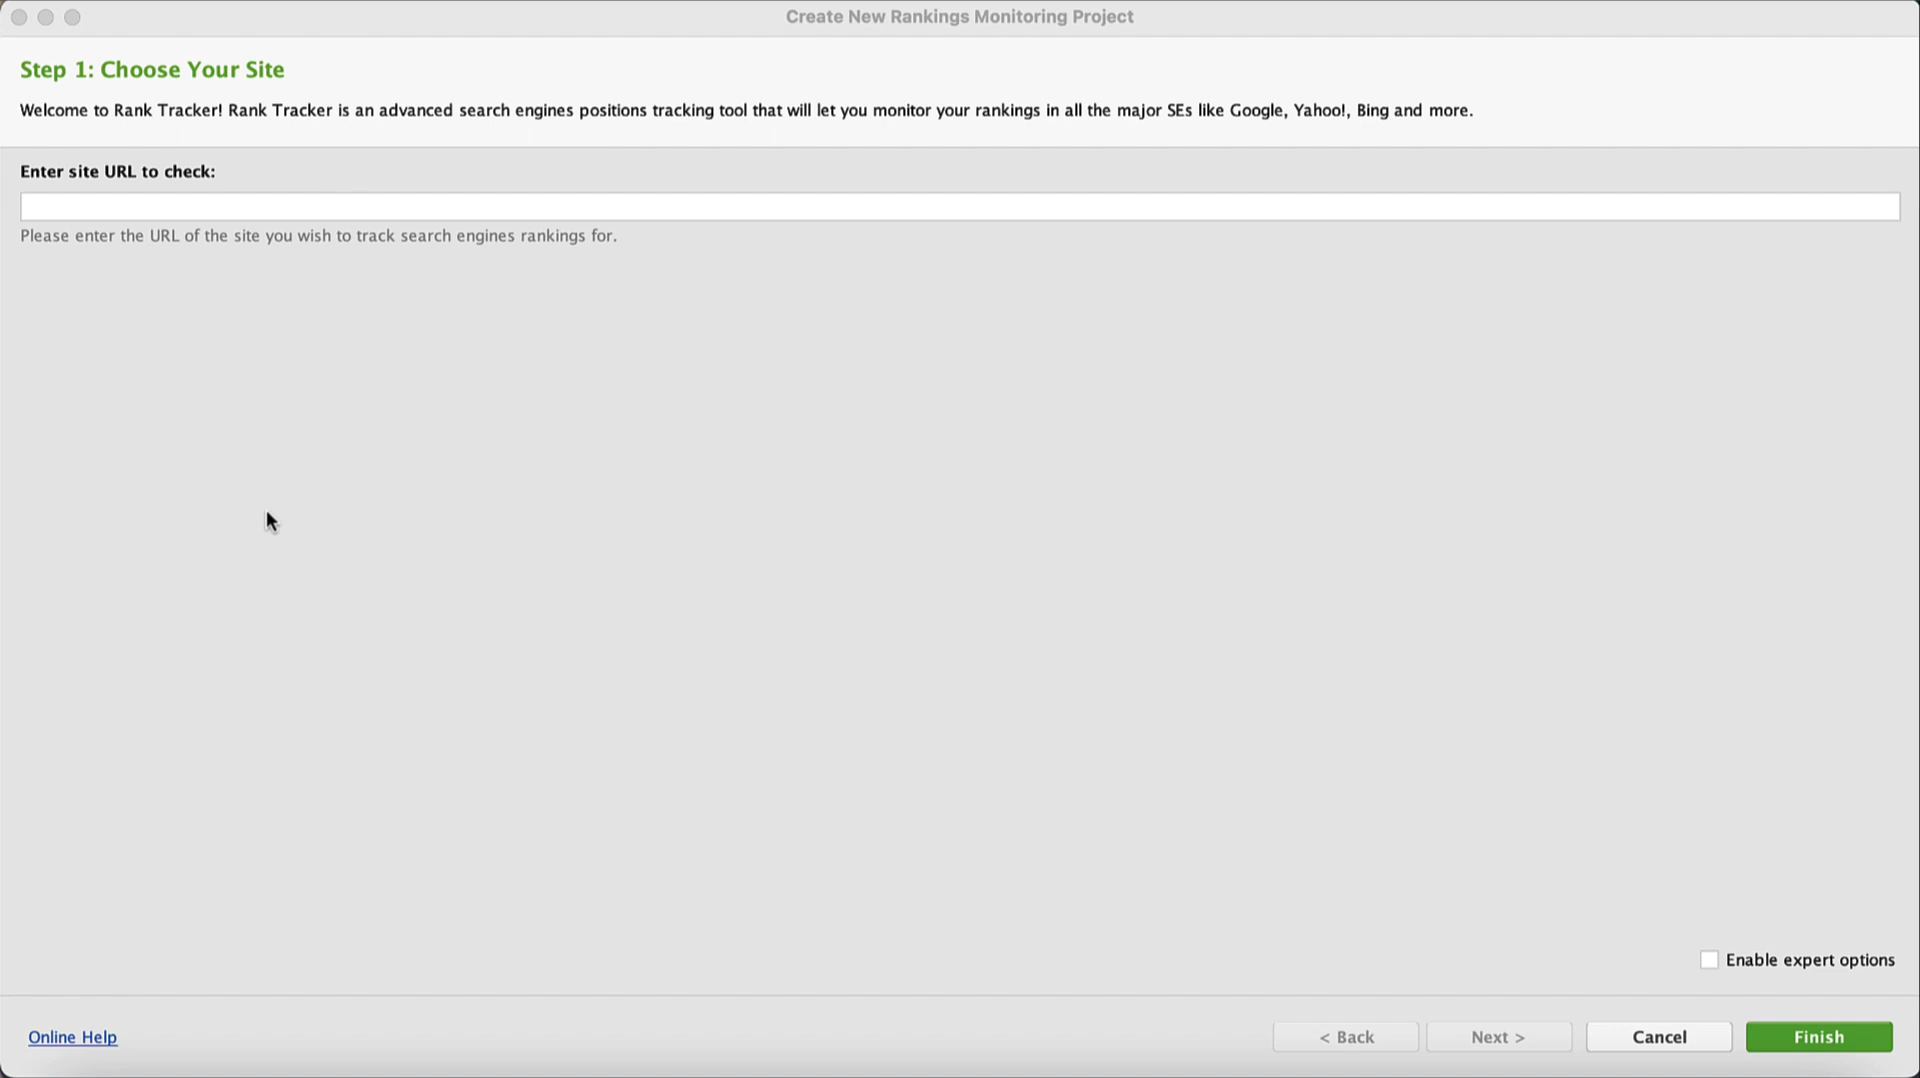 Create New Rankings Monitoring Project
Step 1: Choose Your Site
Welcome to Rank Tracker! Rank Tracker is an advanced search engines positions tracking tool that will let you monitor your rankings in all the major SEs like Google, Yahoo!, Bing and more.
Enter site URL to check:
Please enter the URL of the site you wish to track search engines rankings for.
Enable expert options
Online Help
< Back
Next >
Cancel
Finish